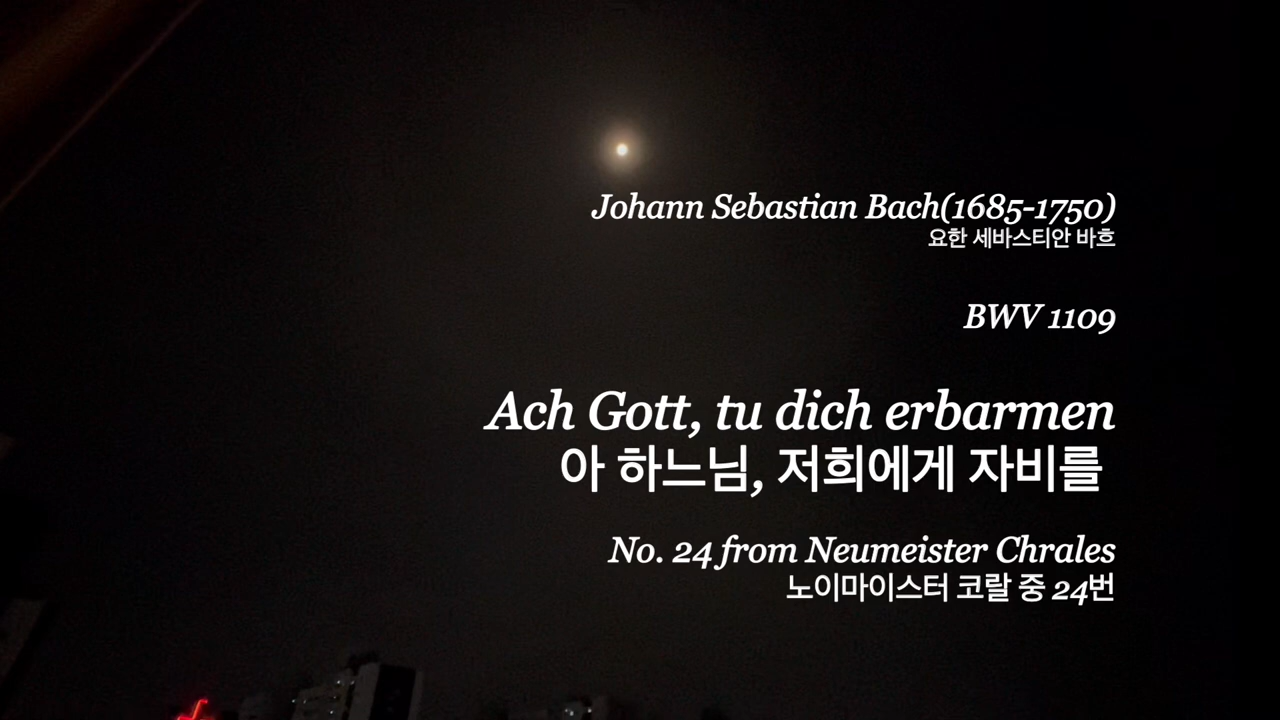 Johann Sebastian Bach(1685-1750)
요한 세바스티안 바흐
BWV 1109
Ach Gott, tu dich erbarmen
아 하느님, 저희에게 자비를
No. 24 from Neumeister Chrales
노이마이스터 코랄 중 24번